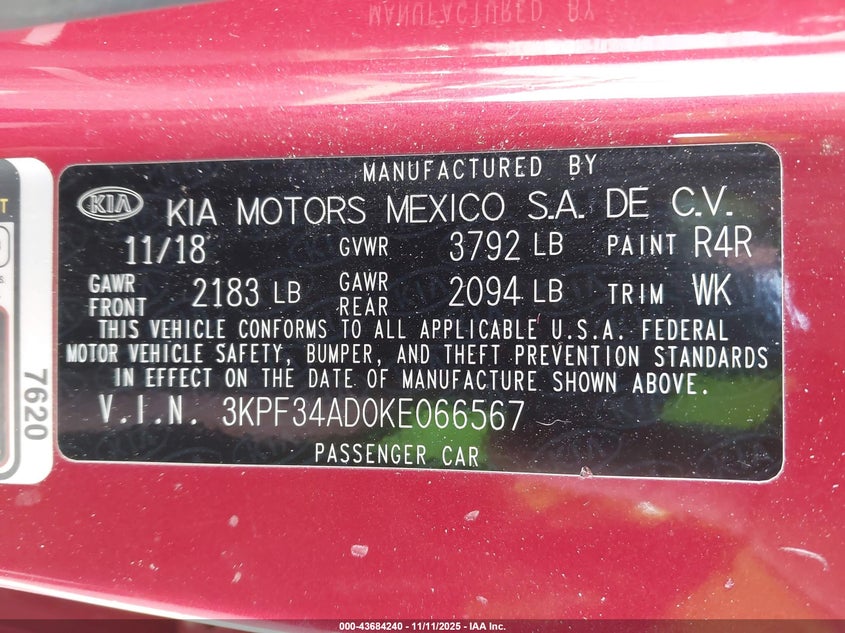 MANUFACTURED BY
MANUFACTURED BY
KIA KIA MOTORS MEXICO S.A. DE C.V.
11/18 GVWR 3792 LB PAINT R4R
GAWR FRONT 2183 LB GAWR REAR 2094 LB TRIM WK
THIS VEHICLE CONFORMS TO ALL APPLICABLE U.S.A. FEDERAL
MOTOR VEHICLE SAFETY, BUMPER, AND THEFT PREVENTION STANDARDS
IN EFFECT ON THE DATE OF MANUFACTURE SHOWN ABOVE.
V.I.N. 3KPF34AD0KE066567
PASSENGER CAR
7620
000-43684240 - 11/11/2025 - IAA Inc.